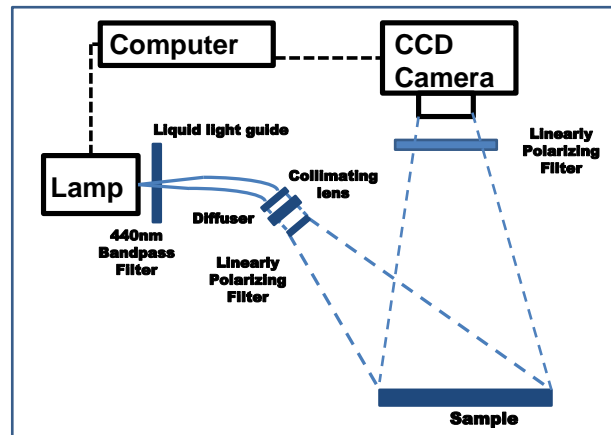 Computer
CCD
Camera
Liquid light guide
Linearly
Polarizing
Filter
Lamp
Collimating
lens
Diffuser
440nm
Bandpass
Filter
Linearly
Polarizing
Filter
Sample